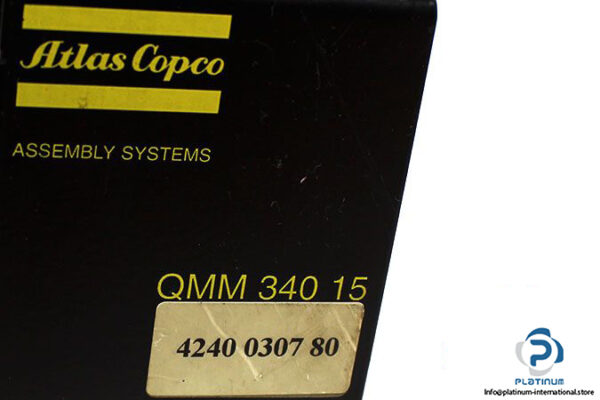 Atlas Copco
ASSEMBLY SYSTEMS
QMM 340 15
4240 0307 80
PLATINUM
Info@platinum-international.store